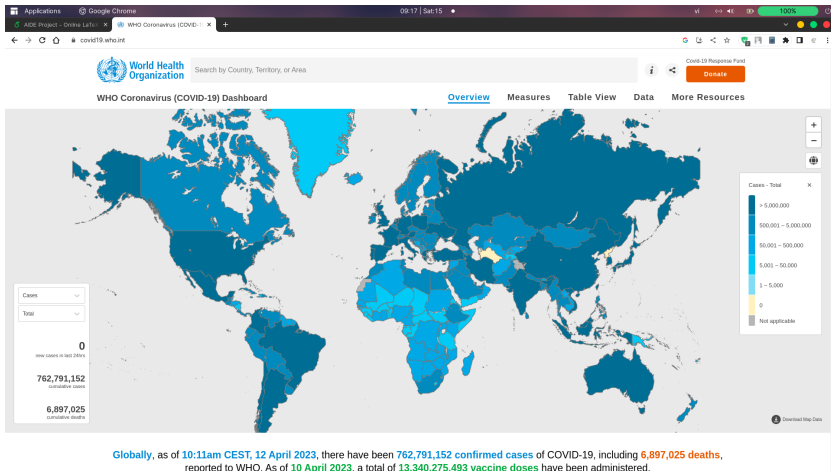 Applications
Google Chrome
09:17 | Sat:15
vi
100%
AIDE Project - Online LaTeX
WHO Coronavirus (COVID-1
covid19.who.int
World Health
Organization
Search by Country, Territory, or Area
i
Covid-19 Response Fund
Donate
WHO Coronavirus (COVID-19) Dashboard
Overview
Measures
Table View
Data
More Resources
+
−
Cases - Total
×
> 5,000,000
500,001 – 5,000,000
50,001 – 500,000
5,001 – 50,000
1 – 5,000
0
Not applicable
Cases
Total
0
new cases in last 24hrs
762,791,152
cumulative cases
6,897,025
cumulative deaths
Download Map Data
Globally, as of 10:11am CEST, 12 April 2023, there have been 762,791,152 confirmed cases of COVID-19, including 6,897,025 deaths,
reported to WHO. As of 10 April 2023, a total of 13,340,275,493 vaccine doses have been administered.